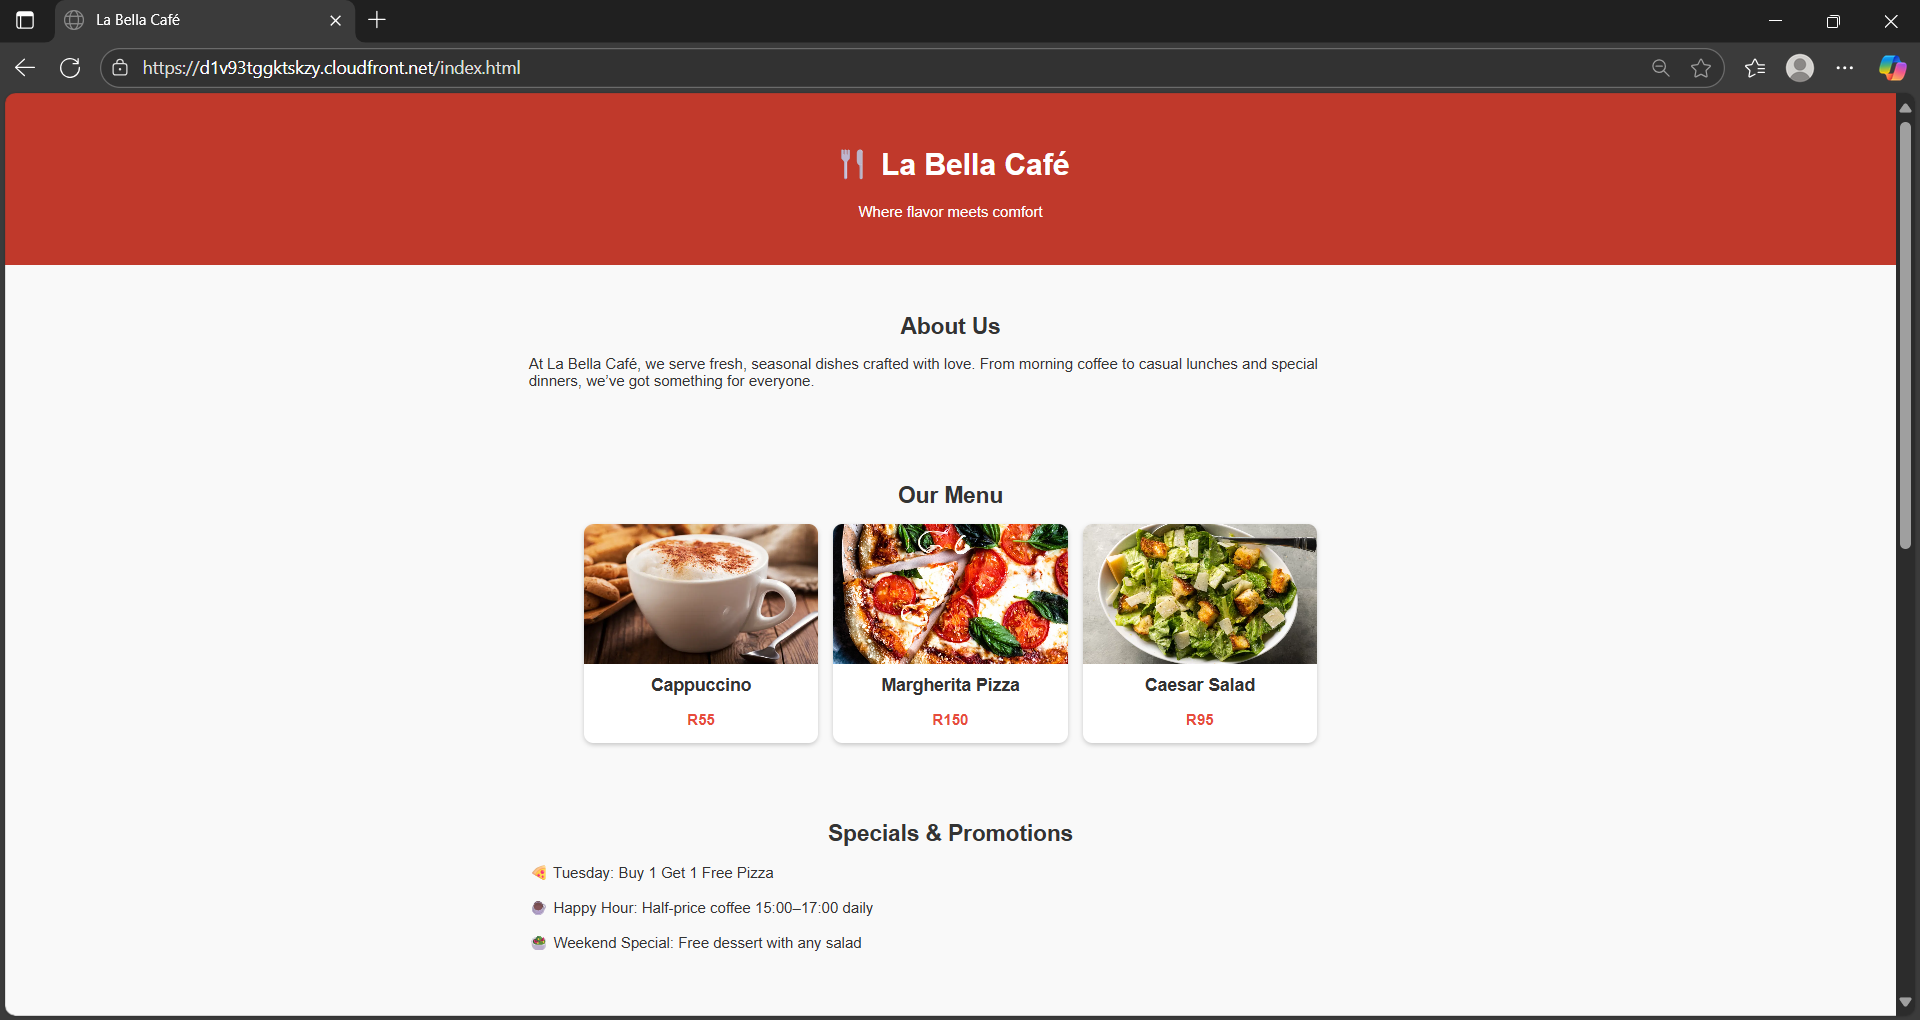 La Bella Café
https://d1v93tggktskzy.cloudfront.net/index.html
La Bella Café
Where flavor meets comfort
About Us
At La Bella Café, we serve fresh, seasonal dishes crafted with love. From morning coffee to casual lunches and special
dinners, we’ve got something for everyone.
Our Menu
Cappuccino
R55
Margherita Pizza
R150
Caesar Salad
R95
Specials & Promotions
Tuesday: Buy 1 Get 1 Free Pizza
Happy Hour: Half-price coffee 15:00–17:00 daily
Weekend Special: Free dessert with any salad